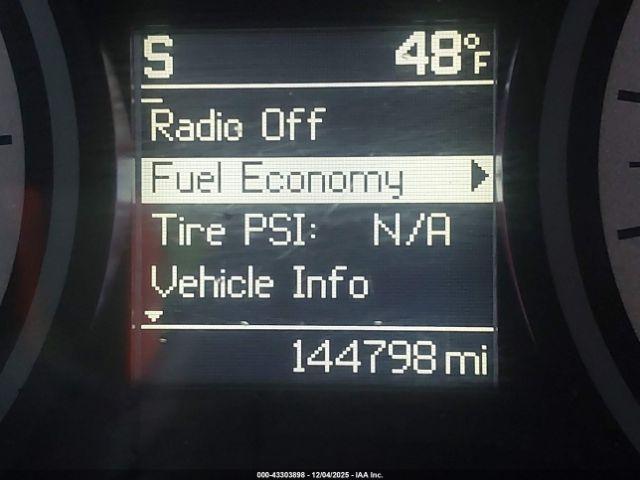 S 48°F
Radio Off
Fuel Economy
Tire PSI: N/A
Vehicle Info
144798 mi
000-43303898 - 12/04/2025 - IAA Inc.